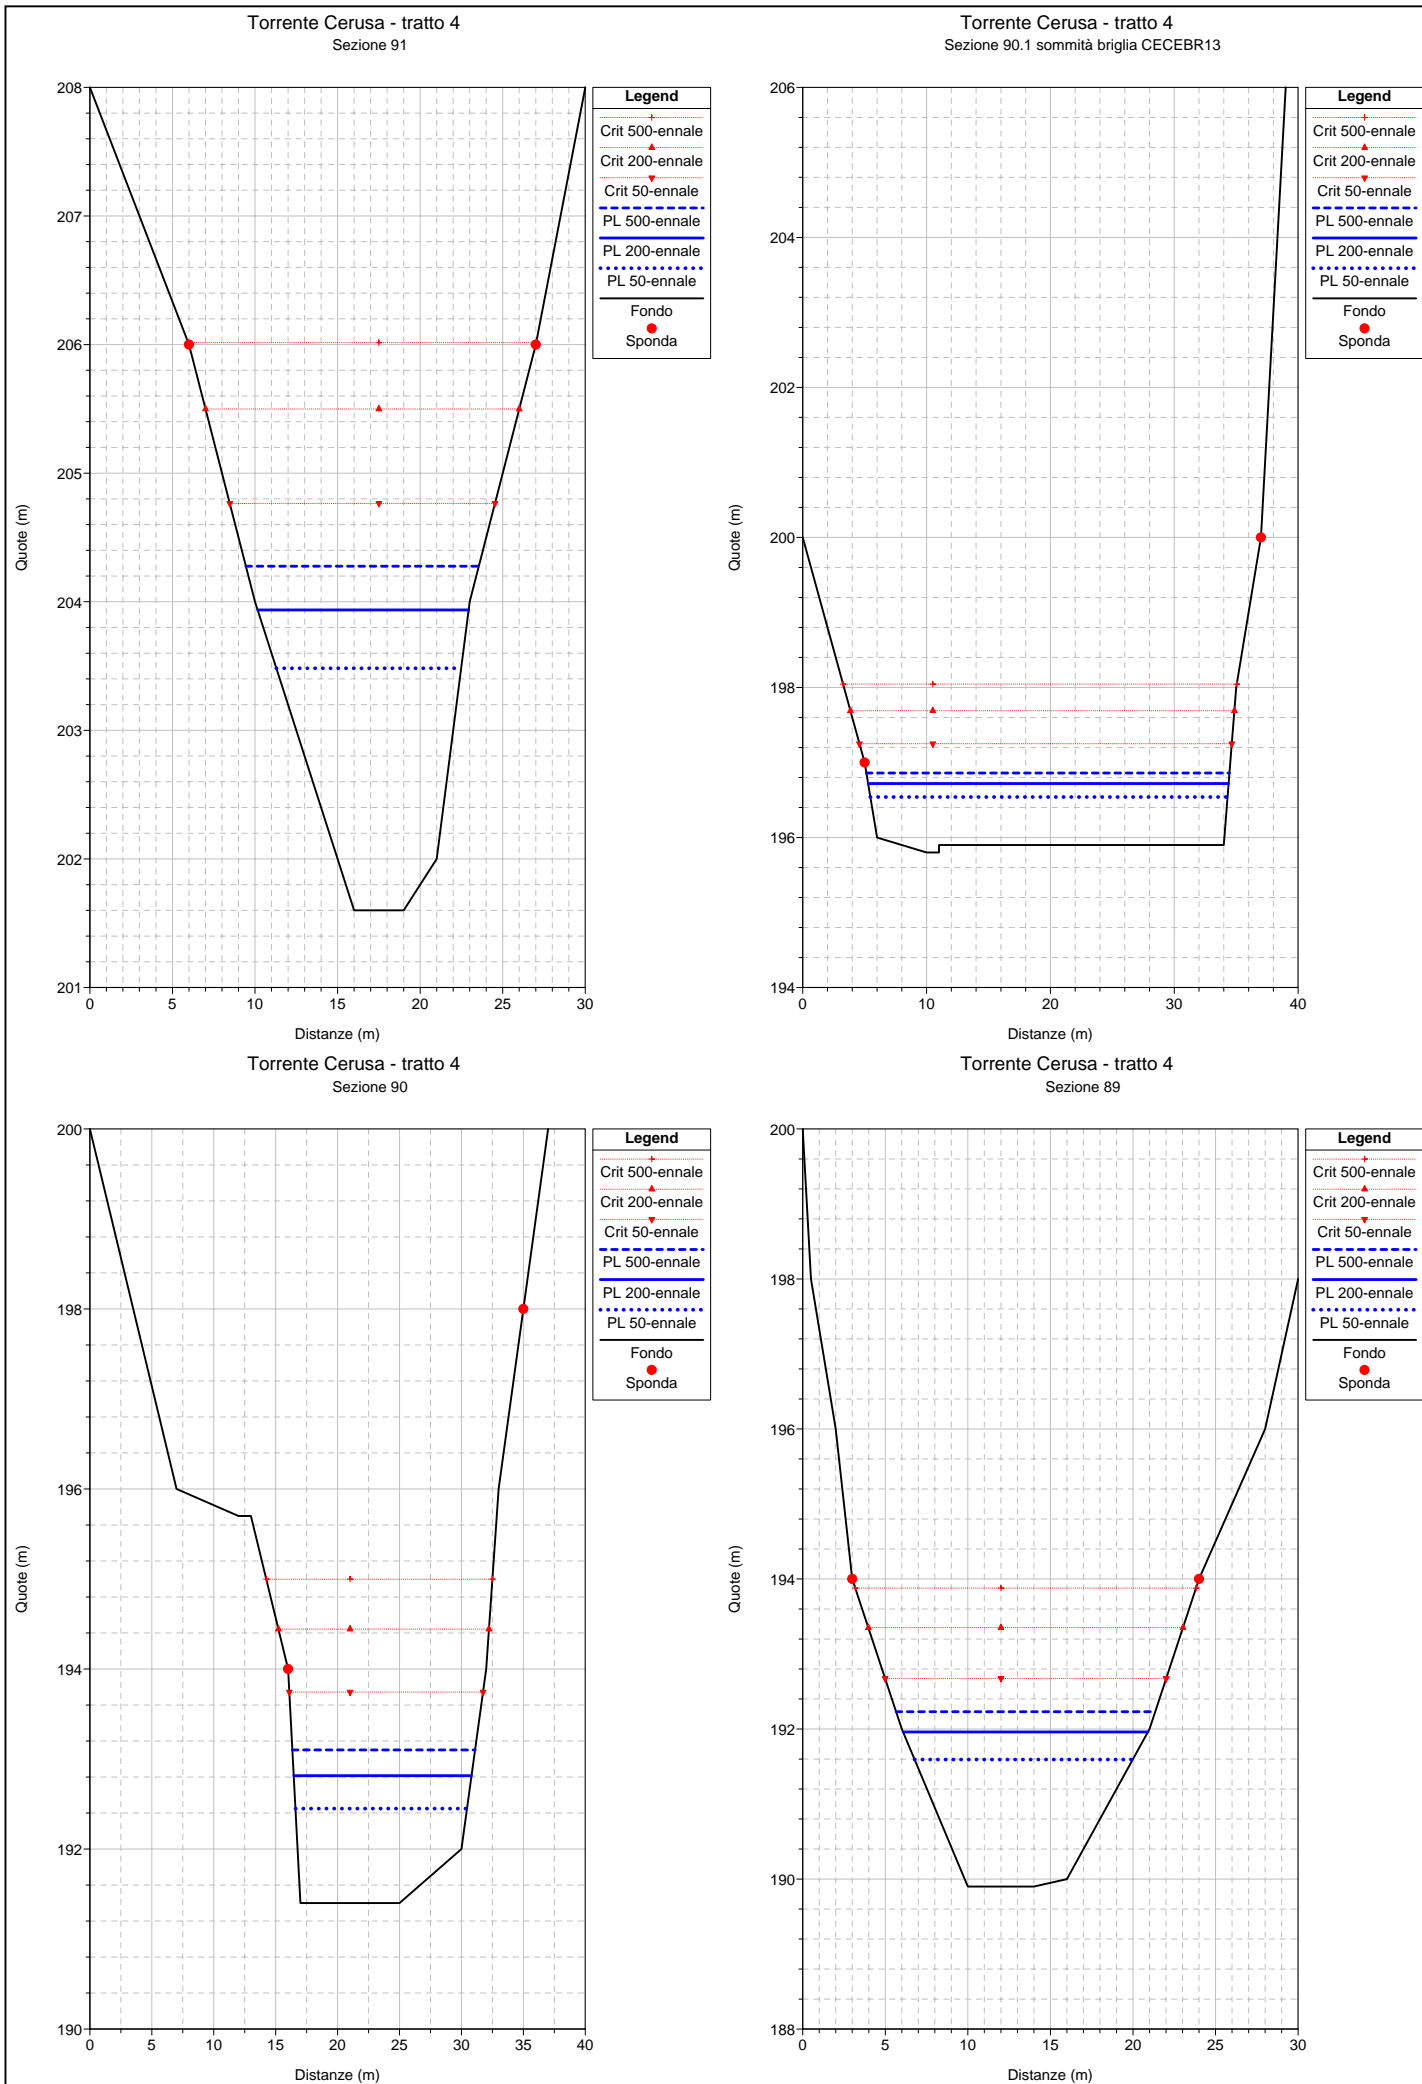 Torrente Cerusa - tratto 4
Sezione 91
Quote (m)
208
207
206
205
204
203
202
201
0 5 10 15 20 25 30
Distanze (m)
Legend
Crit 500-ennale
Crit 200-ennale
Crit 50-ennale
PL 500-ennale
PL 200-ennale
PL 50-ennale
Fondo
Sponda
Torrente Cerusa - tratto 4
Sezione 90.1 sommità briglia CECEBR13
Quote (m)
206
204
202
200
198
196
194
0 10 20 30 40
Distanze (m)
Legend
Crit 500-ennale
Crit 200-ennale
Crit 50-ennale
PL 500-ennale
PL 200-ennale
PL 50-ennale
Fondo
Sponda
Torrente Cerusa - tratto 4
Sezione 90
Quote (m)
200
198
196
194
192
190
0 5 10 15 20 25 30 35 40
Distanze (m)
Legend
Crit 500-ennale
Crit 200-ennale
Crit 50-ennale
PL 500-ennale
PL 200-ennale
PL 50-ennale
Fondo
Sponda
Torrente Cerusa - tratto 4
Sezione 89
Quote (m)
200
198
196
194
192
190
188
0 5 10 15 20 25 30
Distanze (m)
Legend
Crit 500-ennale
Crit 200-ennale
Crit 50-ennale
PL 500-ennale
PL 200-ennale
PL 50-ennale
Fondo
Sponda